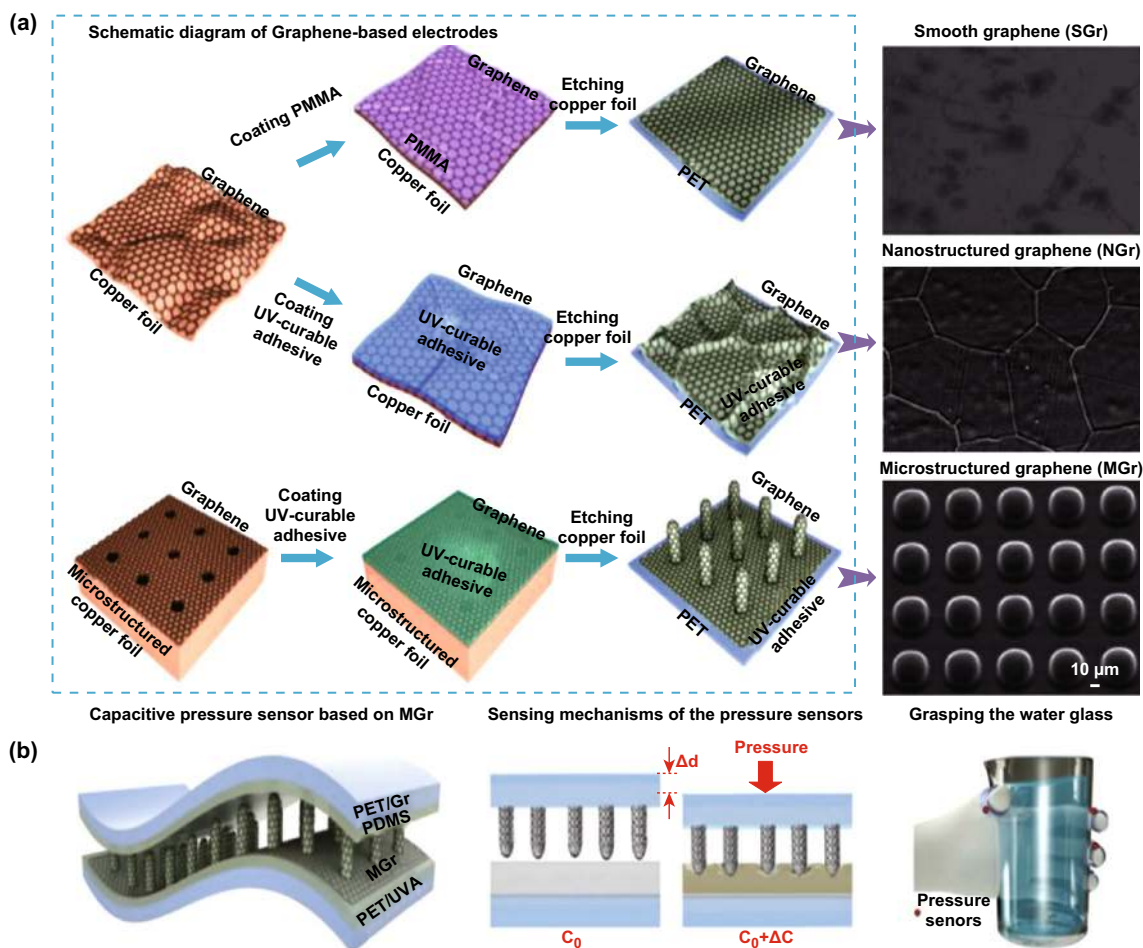 (a)
Schematic diagram of Graphene-based electrodes
Smooth graphene (SGr)
Graphene
Copper foil
Coating PMMA
Graphene
PMMA
Copper foil
Etching
copper foil
Graphene
PET
Nanostructured graphene (NGr)
Coating
UV-curable
adhesive
Graphene
UV-curable
adhesive
Copper foil
Etching
copper foil
Graphene
UV-curable
adhesive
PET
Microstructured graphene (MGr)
Graphene
Microstructured
copper foil
Coating
UV-curable
adhesive
Graphene
UV-curable
adhesive
Microstructured
copper foil
Etching
copper foil
Graphene
UV-curable
adhesive
PET
10 μm
(b)
Capacitive pressure sensor based on MGr
PET/Gr
PDMS
MGr
PET/UVA
Sensing mechanisms of the pressure sensors
Δd
Pressure
C₀
C₀+ΔC
Grasping the water glass
Pressure
senors